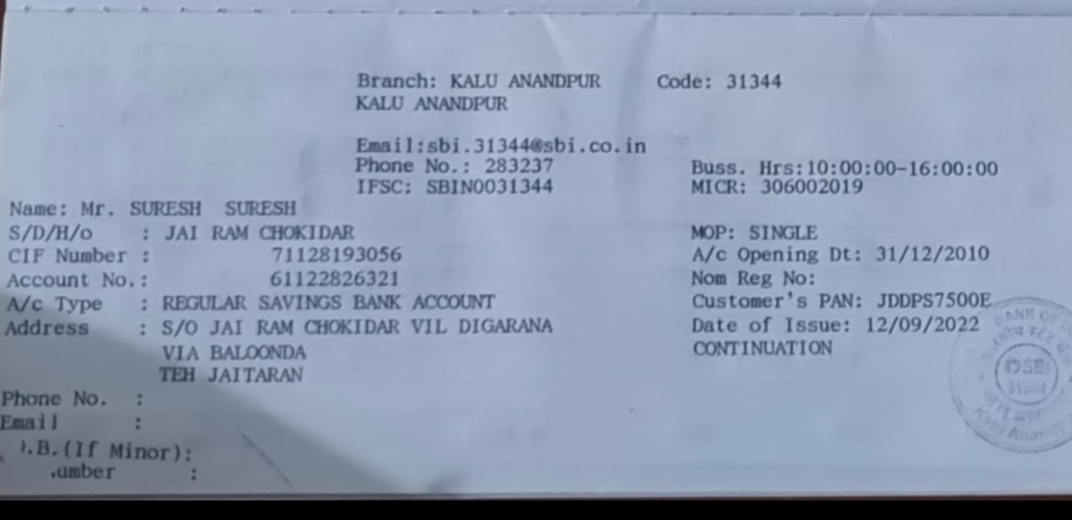 Branch: KALU ANANDPUR Code: 31344
KALU ANANDPUR
Email:sbi.31344@sbi.co.in
Phone No.: 283237 Buss. Hrs:10:00:00-16:00:00
IFSC: SBIN0031344 MICR: 306002019
Name: Mr. SURESH SURESH
S/D/H/o : JAI RAM CHOKIDAR MOP: SINGLE
CIF Number : 71128193056 A/c Opening Dt: 31/12/2010
Account No.: 61122826321 Nom Reg No:
A/c Type : REGULAR SAVINGS BANK ACCOUNT Customer's PAN: JDDPS7500E
Address : S/O JAI RAM CHOKIDAR VIL DIGARANA Date of Issue: 12/09/2022
VIA BALOONDA CONTINUATION
TEH JAITARAN
Phone No. :
Email :
.B.(If Minor):
umber :
BANK OF
SBI
31344